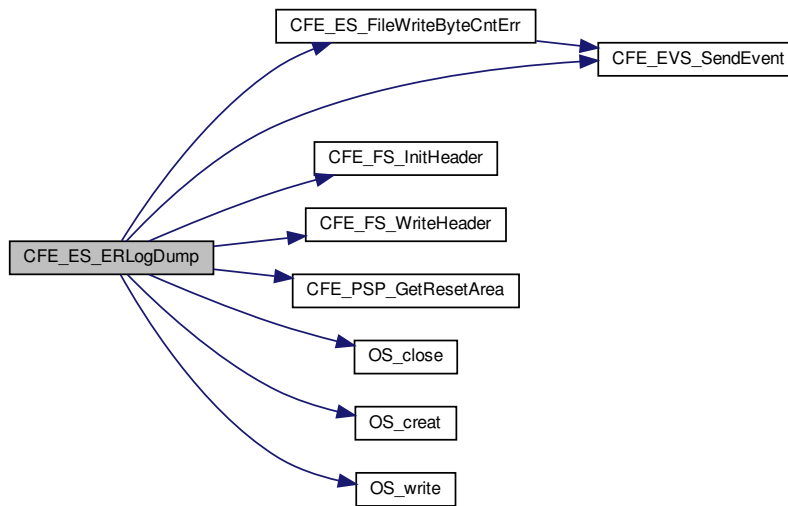 CFE_ES_FileWriteByteCntErr
CFE_EVS_SendEvent
CFE_FS_InitHeader
CFE_FS_WriteHeader
CFE_ES_ERLogDump
CFE_PSP_GetResetArea
OS_close
OS_creat
OS_write